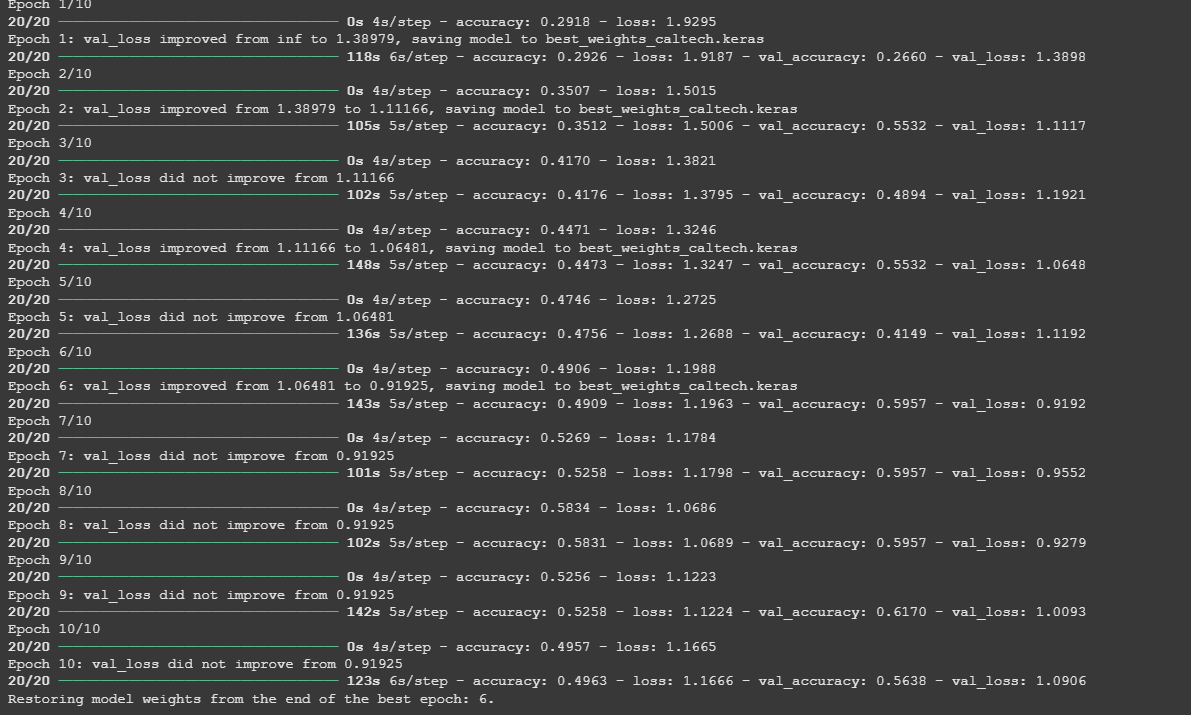 Epoch 1/10
20/20 ━━━━━━━━━━━━━━━━━━━━ 0s 4s/step - accuracy: 0.2918 - loss: 1.9295
Epoch 1: val_loss improved from inf to 1.38979, saving model to best_weights_caltech.keras
20/20 ━━━━━━━━━━━━━━━━━━━━ 118s 6s/step - accuracy: 0.2926 - loss: 1.9187 - val_accuracy: 0.2660 - val_loss: 1.3898
Epoch 2/10
20/20 ━━━━━━━━━━━━━━━━━━━━ 0s 4s/step - accuracy: 0.3507 - loss: 1.5015
Epoch 2: val_loss improved from 1.38979 to 1.11166, saving model to best_weights_caltech.keras
20/20 ━━━━━━━━━━━━━━━━━━━━ 105s 5s/step - accuracy: 0.3512 - loss: 1.5006 - val_accuracy: 0.5532 - val_loss: 1.1117
Epoch 3/10
20/20 ━━━━━━━━━━━━━━━━━━━━ 0s 4s/step - accuracy: 0.4170 - loss: 1.3821
Epoch 3: val_loss did not improve from 1.11166
20/20 ━━━━━━━━━━━━━━━━━━━━ 102s 5s/step - accuracy: 0.4176 - loss: 1.3795 - val_accuracy: 0.4894 - val_loss: 1.1921
Epoch 4/10
20/20 ━━━━━━━━━━━━━━━━━━━━ 0s 4s/step - accuracy: 0.4471 - loss: 1.3246
Epoch 4: val_loss improved from 1.11166 to 1.06481, saving model to best_weights_caltech.keras
20/20 ━━━━━━━━━━━━━━━━━━━━ 148s 5s/step - accuracy: 0.4473 - loss: 1.3247 - val_accuracy: 0.5532 - val_loss: 1.0648
Epoch 5/10
20/20 ━━━━━━━━━━━━━━━━━━━━ 0s 4s/step - accuracy: 0.4746 - loss: 1.2725
Epoch 5: val_loss did not improve from 1.06481
20/20 ━━━━━━━━━━━━━━━━━━━━ 136s 5s/step - accuracy: 0.4756 - loss: 1.2688 - val_accuracy: 0.4149 - val_loss: 1.1192
Epoch 6/10
20/20 ━━━━━━━━━━━━━━━━━━━━ 0s 4s/step - accuracy: 0.4906 - loss: 1.1988
Epoch 6: val_loss improved from 1.06481 to 0.91925, saving model to best_weights_caltech.keras
20/20 ━━━━━━━━━━━━━━━━━━━━ 143s 5s/step - accuracy: 0.4909 - loss: 1.1963 - val_accuracy: 0.5957 - val_loss: 0.9192
Epoch 7/10
20/20 ━━━━━━━━━━━━━━━━━━━━ 0s 4s/step - accuracy: 0.5269 - loss: 1.1784
Epoch 7: val_loss did not improve from 0.91925
20/20 ━━━━━━━━━━━━━━━━━━━━ 101s 5s/step - accuracy: 0.5258 - loss: 1.1798 - val_accuracy: 0.5957 - val_loss: 0.9552
Epoch 8/10
20/20 ━━━━━━━━━━━━━━━━━━━━ 0s 4s/step - accuracy: 0.5834 - loss: 1.0686
Epoch 8: val_loss did not improve from 0.91925
20/20 ━━━━━━━━━━━━━━━━━━━━ 102s 5s/step - accuracy: 0.5831 - loss: 1.0689 - val_accuracy: 0.5957 - val_loss: 0.9279
Epoch 9/10
20/20 ━━━━━━━━━━━━━━━━━━━━ 0s 4s/step - accuracy: 0.5256 - loss: 1.1223
Epoch 9: val_loss did not improve from 0.91925
20/20 ━━━━━━━━━━━━━━━━━━━━ 142s 5s/step - accuracy: 0.5258 - loss: 1.1224 - val_accuracy: 0.6170 - val_loss: 1.0093
Epoch 10/10
20/20 ━━━━━━━━━━━━━━━━━━━━ 0s 4s/step - accuracy: 0.4957 - loss: 1.1665
Epoch 10: val_loss did not improve from 0.91925
20/20 ━━━━━━━━━━━━━━━━━━━━ 123s 6s/step - accuracy: 0.4963 - loss: 1.1666 - val_accuracy: 0.5638 - val_loss: 1.0906
Restoring model weights from the end of the best epoch: 6.